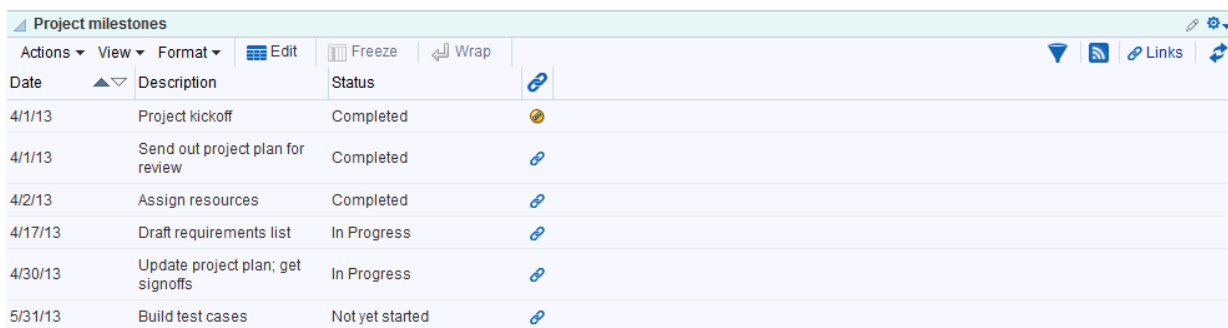 Project milestones
Actions View Format Edit Freeze Wrap Links
Date Description Status
4/1/13 Project kickoff Completed
4/1/13 Send out project plan for
review Completed
4/2/13 Assign resources Completed
4/17/13 Draft requirements list In Progress
4/30/13 Update project plan; get
signoffs In Progress
5/31/13 Build test cases Not yet started